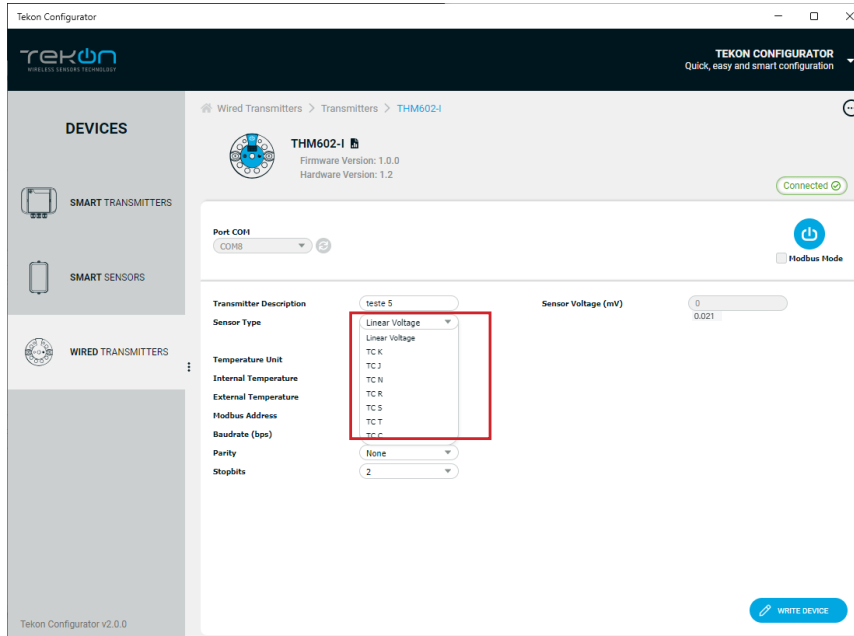 Tekon Configurator
TEKON
WIRELESS SENSORS TECHNOLOGY
TEKON CONFIGURATOR
Quick, easy and smart configuration
DEVICES
SMART TRANSMITTERS
SMART SENSORS
WIRED TRANSMITTERS
Tekon Configurator v2.0.0
Wired Transmitters > Transmitters > THM602-I
THM602-I
Firmware Version: 1.0.0
Hardware Version: 1.2
Connected
Port COM
COM8
Modbus Mode
Transmitter Description teste 5
Sensor Voltage (mV) 0
0.021
Sensor Type Linear Voltage
Linear Voltage
TC K
TC J
TC N
TC R
TC S
TC T
TC C
Temperature Unit
Internal Temperature
External Temperature
Modbus Address
Baudrate (bps)
Parity None
Stopbits 2
WRITE DEVICE